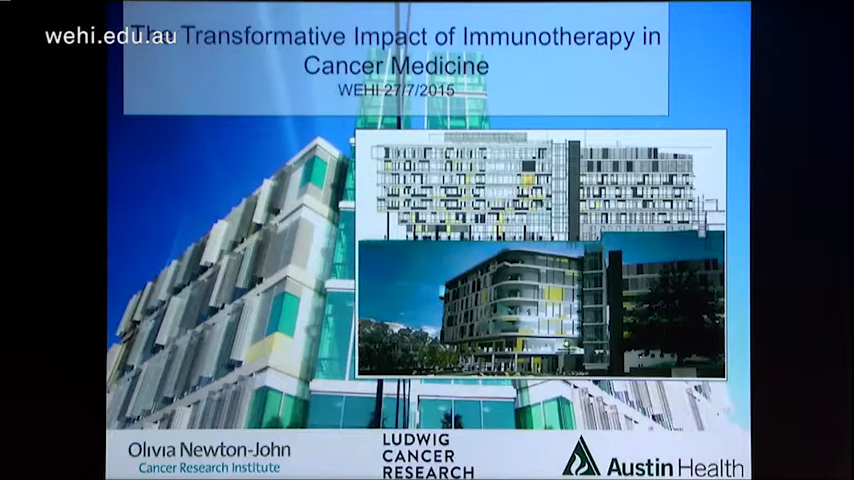 wehi.edu.au
The Transformative Impact of Immunotherapy in
Cancer Medicine
WEHI 27/7/2015
Olivia Newton-John
Cancer Research Institute
LUDWIG
CANCER
RESEARCH
Austin Health